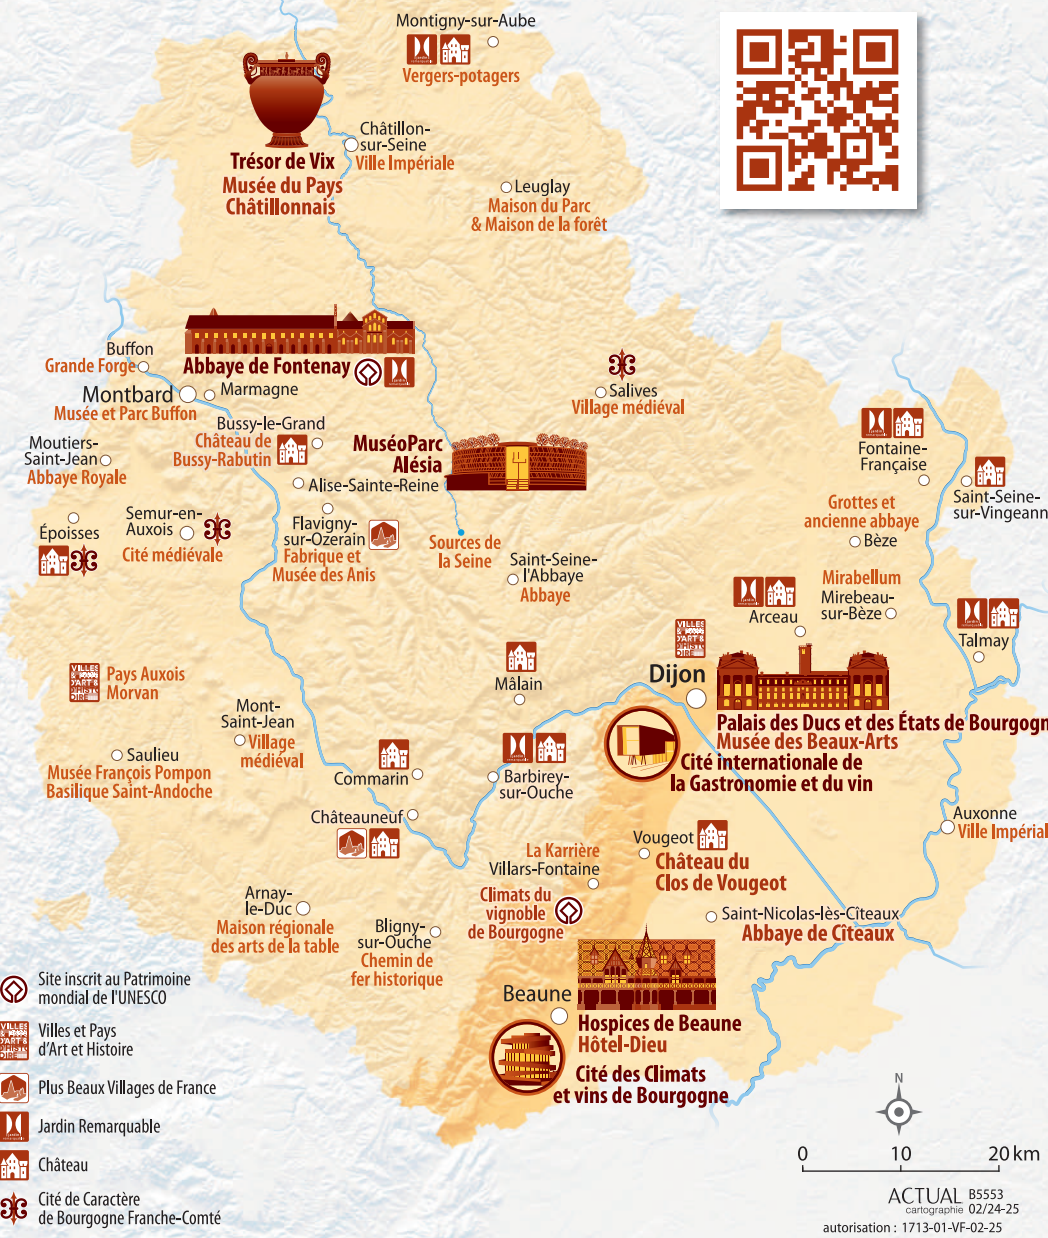 Montigny-sur-Aube
Vergers-potagers
Châtillon-
sur-Seine
Ville Impériale
Trésor de Vix
Musée du Pays
Châtillonnais
Leuglay
Maison du Parc
& Maison de la forêt
Buffon
Grande Forge
Abbaye de Fontenay
Montbard
Marmagne
Musée et Parc Buffon
Salives
Village médiéval
Bussy-le-Grand
Château de
Bussy-Rabutin
MuséoParc
Alésia
Moutiers-
Saint-Jean
Abbaye Royale
Alise-Sainte-Reine
Fontaine-
Française
Saint-Seine-
sur-Vingeann
Époisses
Semur-en-
Auxois
Cité médiévale
Flavigny-
sur-Ozerain
Fabrique et
Musée des Anis
Sources de
la Seine
Grottes et
ancienne abbaye
Bèze
Saint-Seine-
l'Abbaye
Abbaye
Mirabellum
Mirebeau-
sur-Bèze
Arceau
Talmay
VILLES
& PAYS
D'ART &
D'HISTO
IRE
Pays Auxois
Morvan
Mâlain
VILLES
& PAYS
D'ART &
D'HISTO
IRE
Dijon
Palais des Ducs et des États de Bourgogn
Musée des Beaux-Arts
Cité internationale de
la Gastronomie et du vin
Mont-
Saint-Jean
Village
médiéval
Saulieu
Musée François Pompon
Basilique Saint-Andoche
Commarin
Barbirey-
sur-Ouche
Châteauneuf
Auxonne
Ville Impérial
Vougeot
Château du
Clos de Vougeot
La Karrière
Villars-Fontaine
Climats du
vignoble
de Bourgogne
Arnay-
le-Duc
Maison régionale
des arts de la table
Bligny-
sur-Ouche
Chemin de
fer historique
Saint-Nicolas-lès-Cîteaux
Abbaye de Cîteaux
Beaune
Hospices de Beaune
Hôtel-Dieu
Cité des Climats
et vins de Bourgogne
Site inscrit au Patrimoine
mondial de l'UNESCO
Villes et Pays
d'Art et Histoire
Plus Beaux Villages de France
Jardin Remarquable
Château
Cité de Caractère
de Bourgogne Franche-Comté
N
0 10 20 km
ACTUAL B5553
cartographie 02/24-25
autorisation : 1713-01-VF-02-25